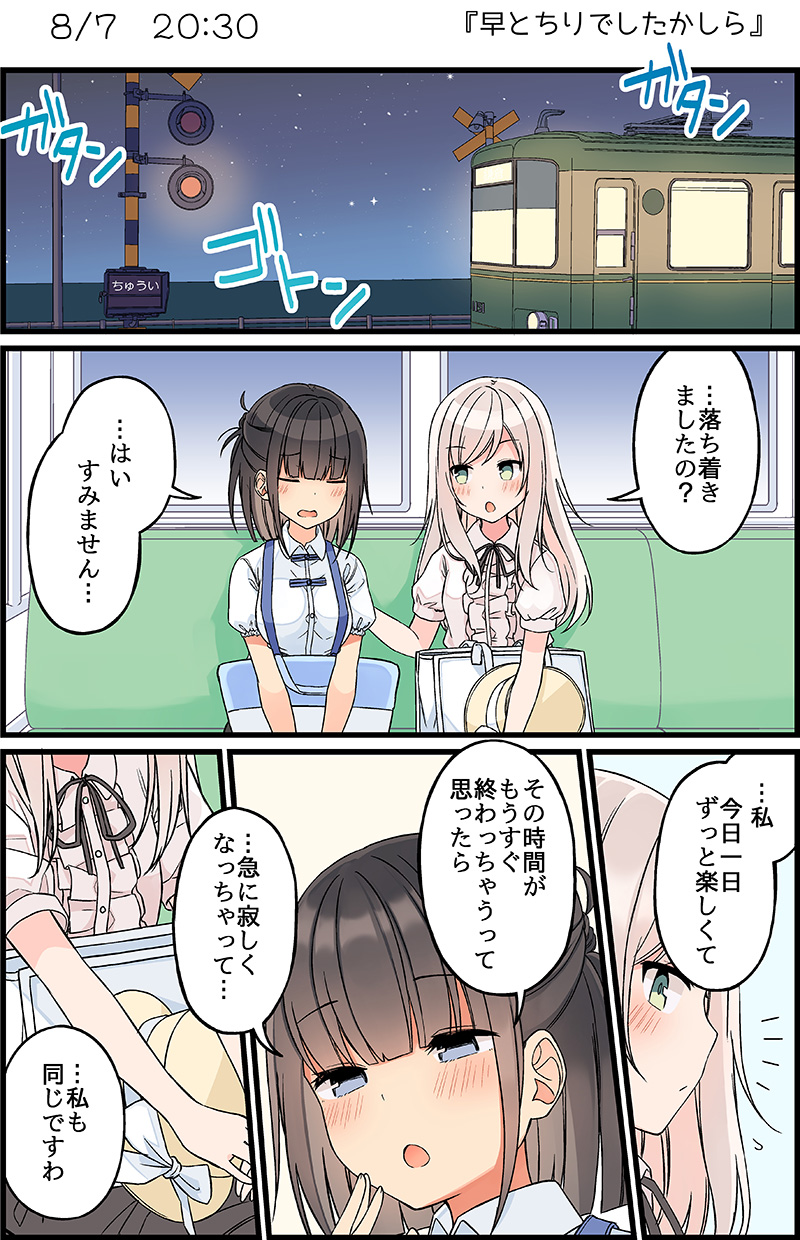 8/7 20:30
『早とちりでしたかしら』
ガタン
ゴトン
ガタン
ちゅうい
…落ち着き
ましたの？
…はい
すみません…
…私
今日一日
ずっと楽しくて
その時間が
もうすぐ
終わっちゃうって
思ったら
…急に寂しく
なっちゃって…
…私も
同じですわ